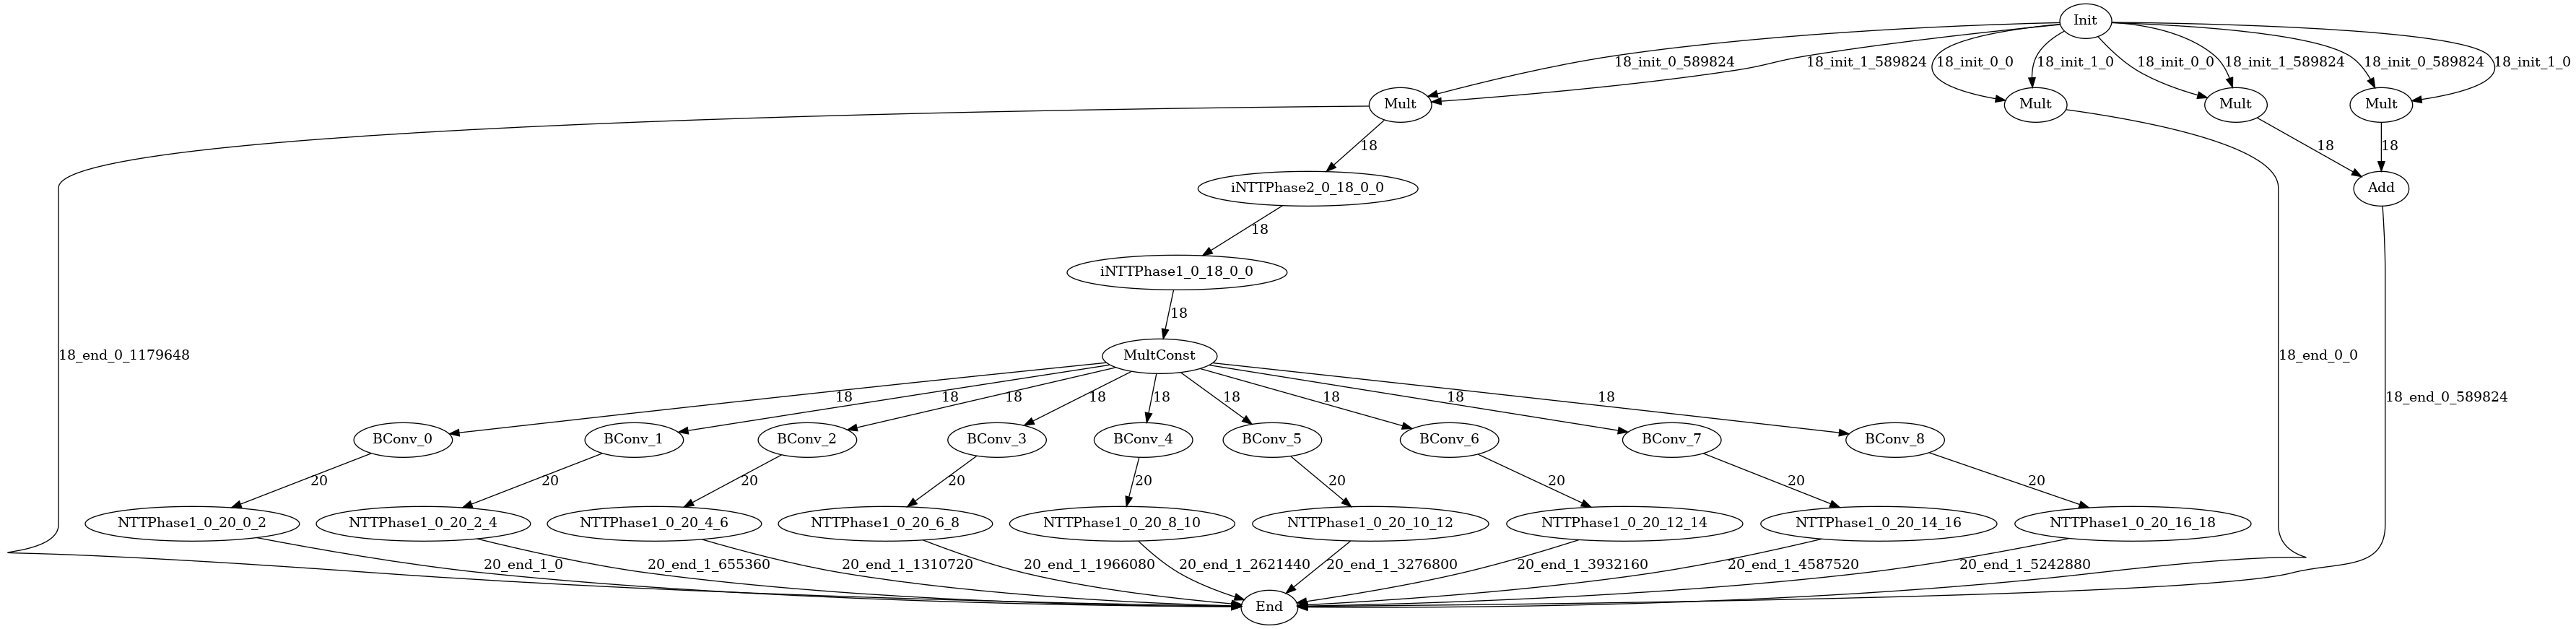 Init
18_init_0_589824
18_init_1_589824
18_init_0_0
18_init_1_0
18_init_0_0
18_init_1_589824
18_init_0_589824
18_init_1_0
Mult
Mult
Mult
Mult
18
18
18
iNTTPhase2_0_18_0_0
Add
18
iNTTPhase1_0_18_0_0
18
18_end_0_1179648
MultConst
18_end_0_0
18
18
18
18
18
18
18
18
18
18_end_0_589824
BConv_0
BConv_1
BConv_2
BConv_3
BConv_4
BConv_5
BConv_6
BConv_7
BConv_8
20
20
20
20
20
20
20
20
20
NTTPhase1_0_20_0_2
NTTPhase1_0_20_2_4
NTTPhase1_0_20_4_6
NTTPhase1_0_20_6_8
NTTPhase1_0_20_8_10
NTTPhase1_0_20_10_12
NTTPhase1_0_20_12_14
NTTPhase1_0_20_14_16
NTTPhase1_0_20_16_18
20_end_1_0
20_end_1_655360
20_end_1_1310720
20_end_1_1966080
20_end_1_2621440
20_end_1_3276800
20_end_1_3932160
20_end_1_4587520
20_end_1_5242880
End